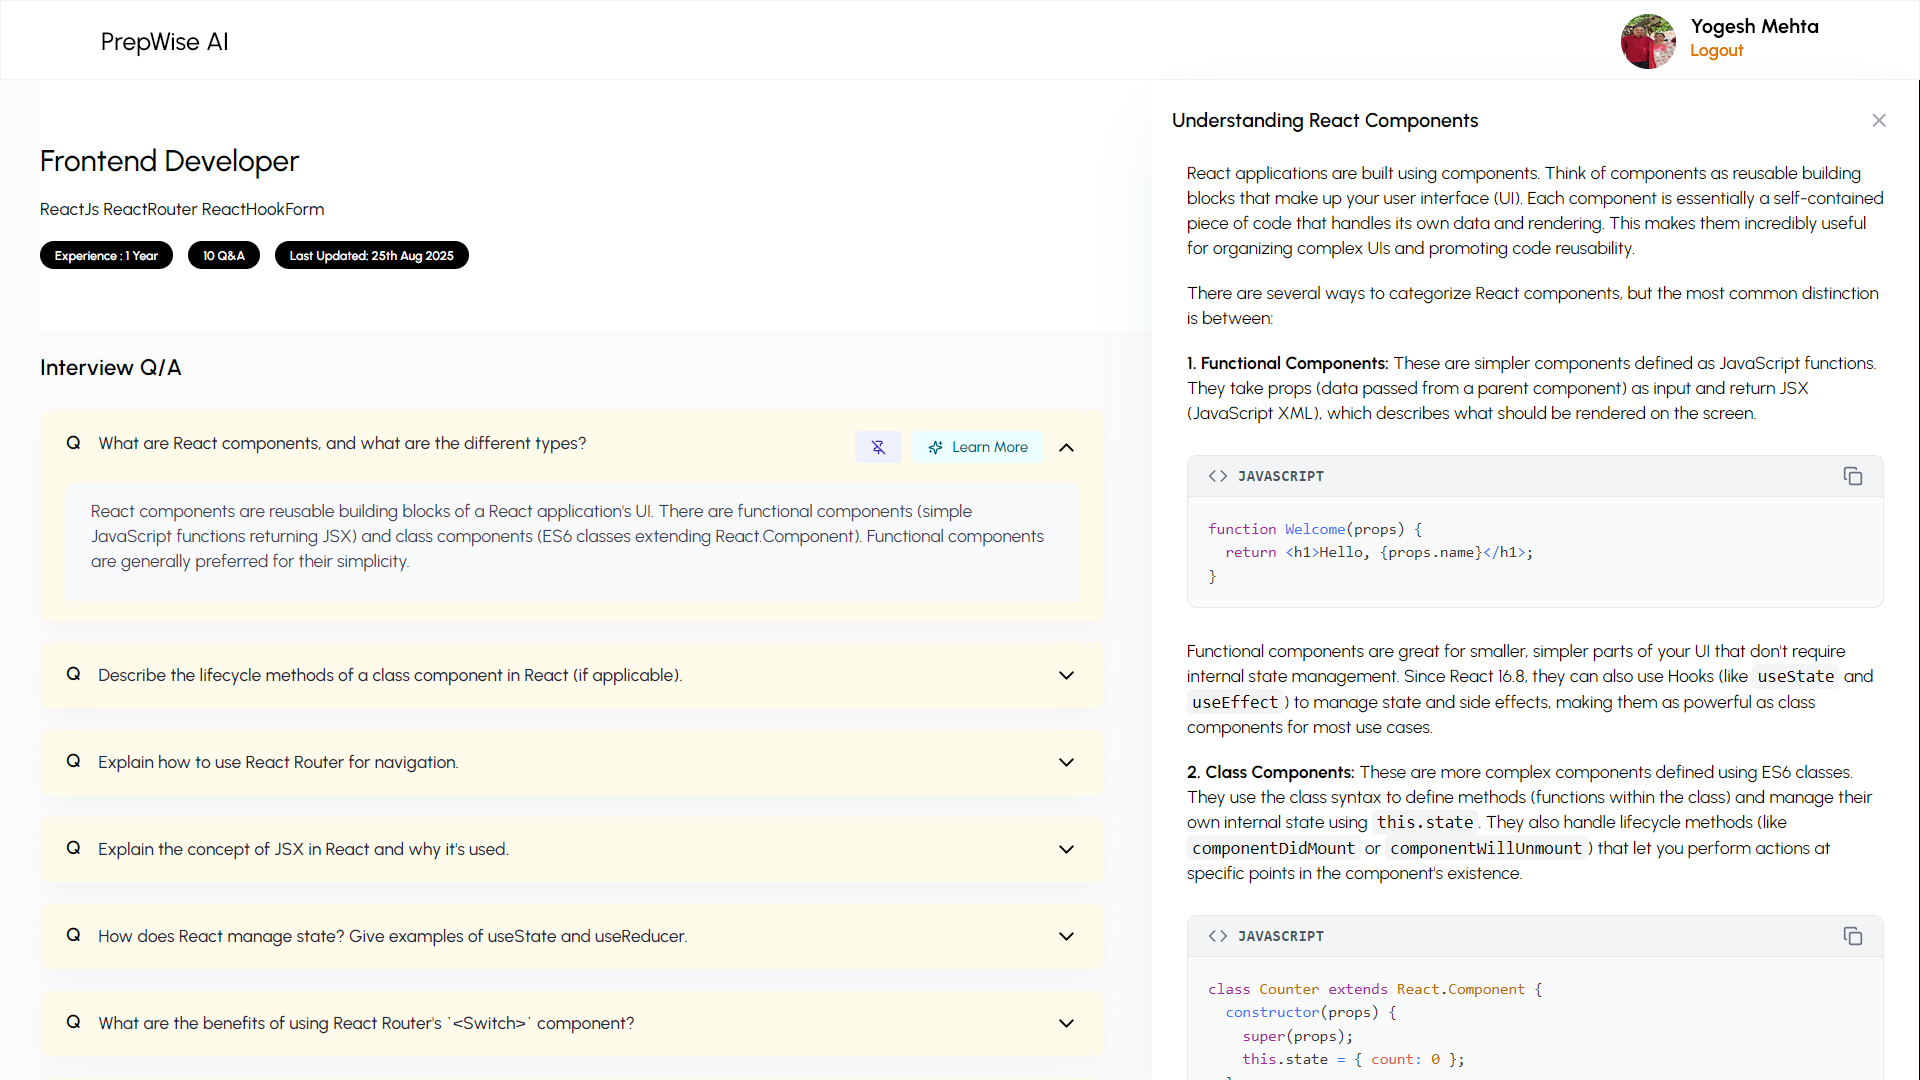 PrepWise AI
Yogesh Mehta
Logout
Frontend Developer
ReactJs ReactRouter ReactHookForm
Experience : 1 Year
10 Q&A
Last Updated: 25th Aug 2025
Interview Q/A
Q What are React components, and what are the different types?
Learn More
React components are reusable building blocks of a React application's UI. There are functional components (simple
JavaScript functions returning JSX) and class components (ES6 classes extending React.Component). Functional components
are generally preferred for their simplicity.
Q Describe the lifecycle methods of a class component in React (if applicable).
Q Explain how to use React Router for navigation.
Q Explain the concept of JSX in React and why it's used.
Q How does React manage state? Give examples of useState and useReducer.
Q What are the benefits of using React Router's `<Switch>` component?
Understanding React Components
React applications are built using components. Think of components as reusable building
blocks that make up your user interface (UI). Each component is essentially a self-contained
piece of code that handles its own data and rendering. This makes them incredibly useful
for organizing complex UIs and promoting code reusability.
There are several ways to categorize React components, but the most common distinction
is between:
1. Functional Components: These are simpler components defined as JavaScript functions.
They take props (data passed from a parent component) as input and return JSX
(JavaScript XML), which describes what should be rendered on the screen.
<> JAVASCRIPT
function Welcome(props) {
  return <h1>Hello, {props.name}</h1>;
}
Functional components are great for smaller, simpler parts of your UI that don't require
internal state management. Since React 16.8, they can also use Hooks (like useState and
useEffect ) to manage state and side effects, making them as powerful as class
components for most use cases.
2. Class Components: These are more complex components defined using ES6 classes.
They use the class syntax to define methods (functions within the class) and manage their
own internal state using this.state . They also handle lifecycle methods (like
componentDidMount or componentWillUnmount ) that let you perform actions at
specific points in the component's existence.
<> JAVASCRIPT
class Counter extends React.Component {
  constructor(props) {
    super(props);
    this.state = { count: 0 };